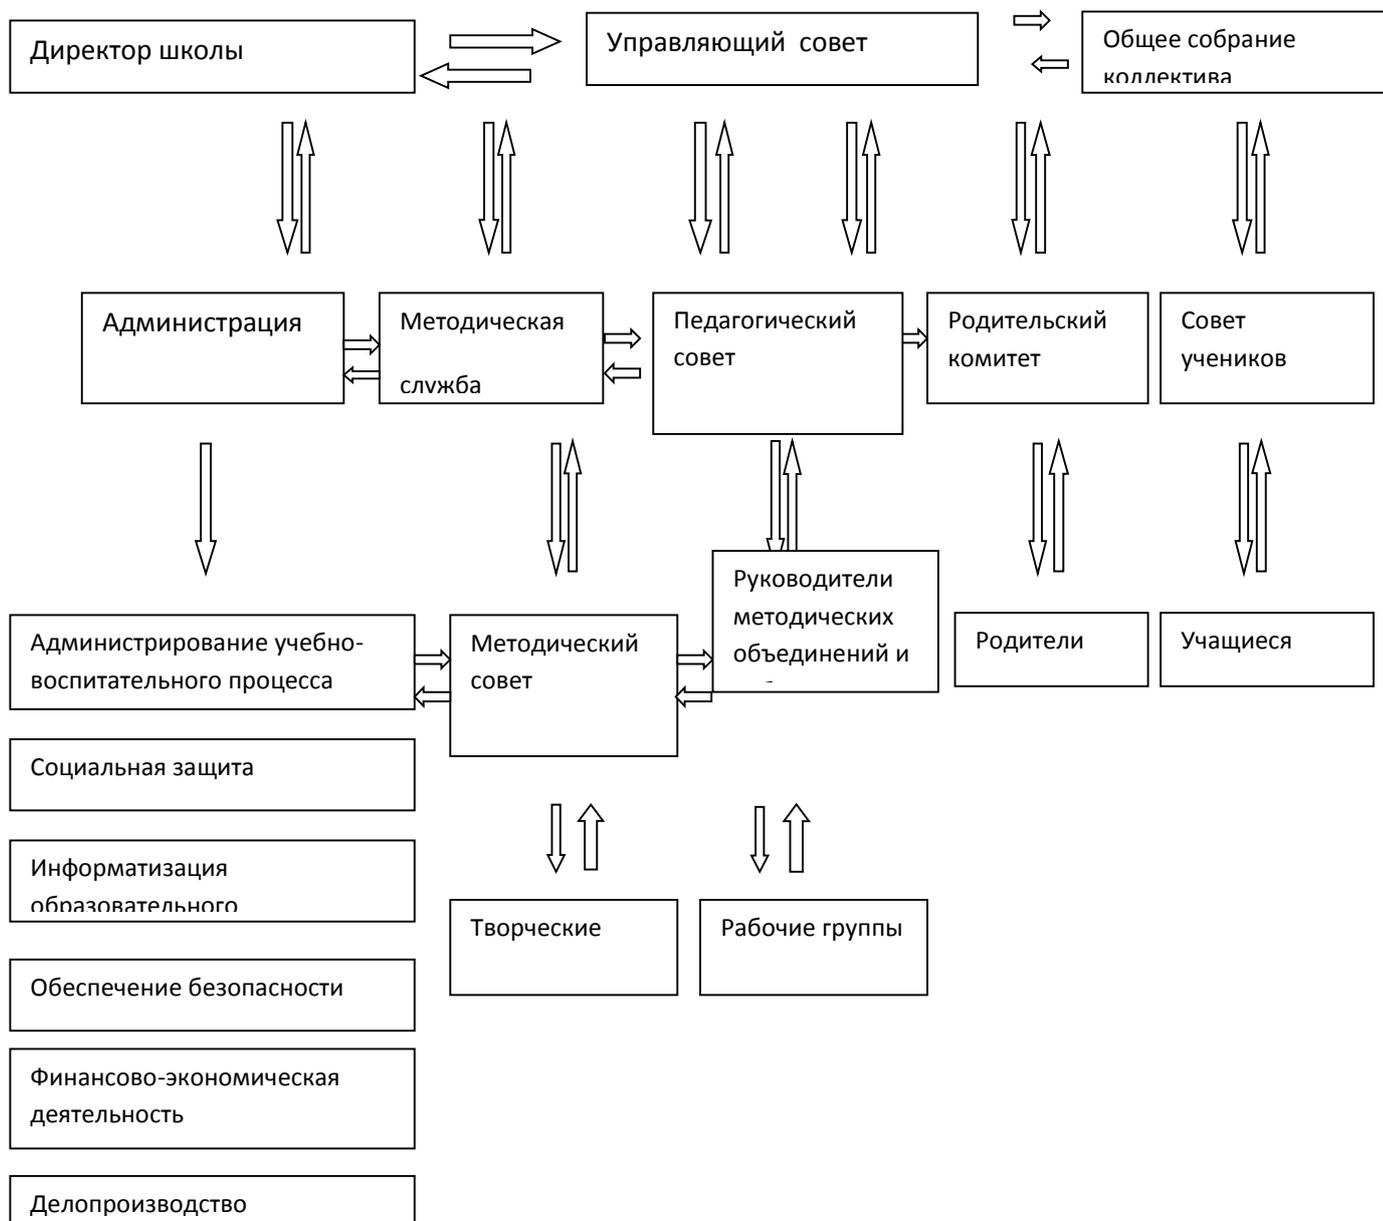 Директор школы
Управляющий совет
Общее собрание
коллектива
Администрация
Методическая
служба
Педагогический
совет
Родительский
комитет
Совет
учеников
Администрирование учебно-
воспитательного процесса
Методический
совет
Руководители
методических
объединений и
Родители
Учащиеся
Социальная защита
Информатизация
образовательного
Творческие
Рабочие группы
Обеспечение безопасности
Финансово-экономическая
деятельность
Делопроизводство